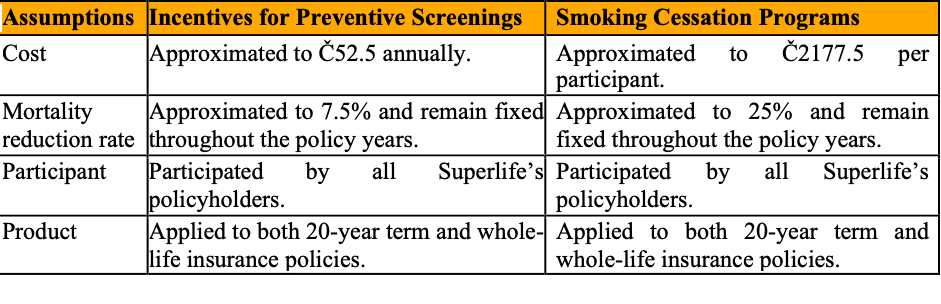 Assumptions Incentives for Preventive Screenings Smoking Cessation Programs
Cost Approximated to Č52.5 annually. Approximated to Č2177.5 per
participant.
Mortality Approximated to 7.5% and remain fixed Approximated to 25% and remain
reduction rate throughout the policy years. fixed throughout the policy years.
Participant Participated by all Superlife’s Participated by all Superlife’s
policyholders. policyholders.
Product Applied to both 20-year term and whole- Applied to both 20-year term and
life insurance policies. whole-life insurance policies.